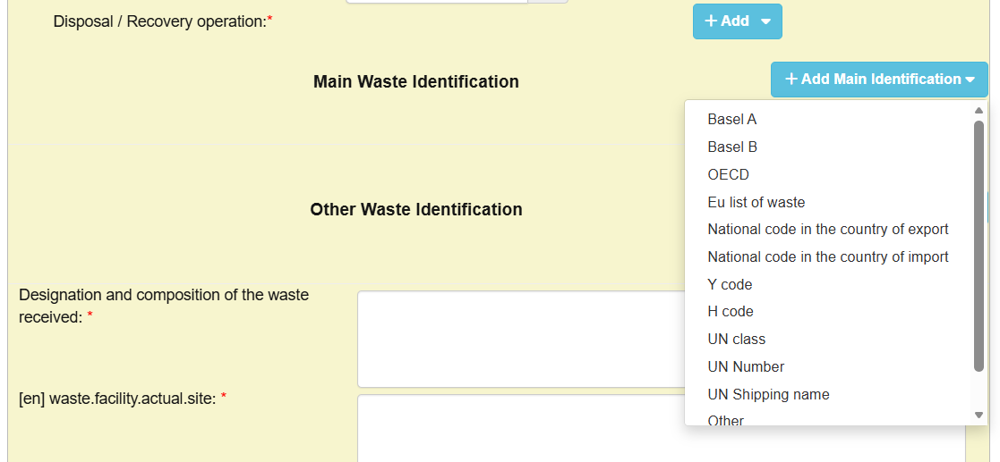 Disposal / Recovery operation:*
+ Add
Main Waste Identification
+ Add Main Identification
Basel A
Basel B
OECD
Eu list of waste
National code in the country of export
National code in the country of import
Y code
H code
UN class
UN Number
UN Shipping name
Other
Other Waste Identification
Designation and composition of the waste
received: *
[en] waste.facility.actual.site: *